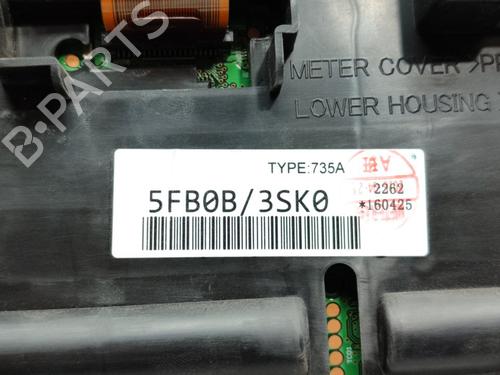 B-PARTS
METER COVER >P
LOWER HOUSING
TYPE:735A
5FB0B/3SK0
2262
*160425